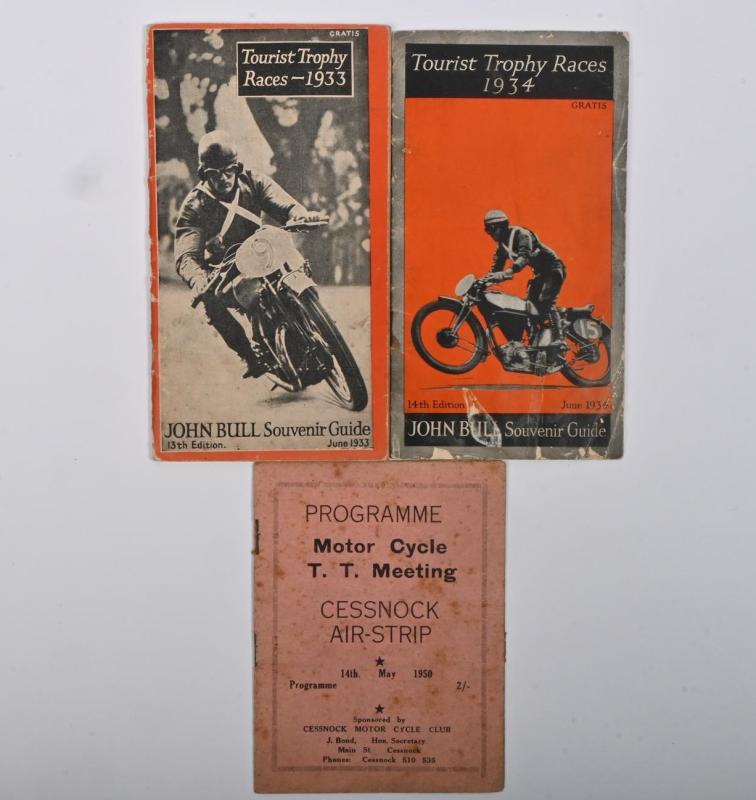 GRATIS
Tourist Trophy
Races - 1933
9
JOHN BULL Souvenir Guide
13th Edition. June 1933
Tourist Trophy Races
1934
GRATIS
15
14th Edition June 1934
JOHN BULL Souvenir Guide
PROGRAMME
Motor Cycle
T. T. Meeting
CESSNOCK
AIR-STRIP
14th. May 1950
Programme 2/-
Sponsored by
CESSNOCK MOTOR CYCLE CLUB
J. Bond, Hon. Secretary.
Main St. Cessnock
Phones: Cessnock 510 535